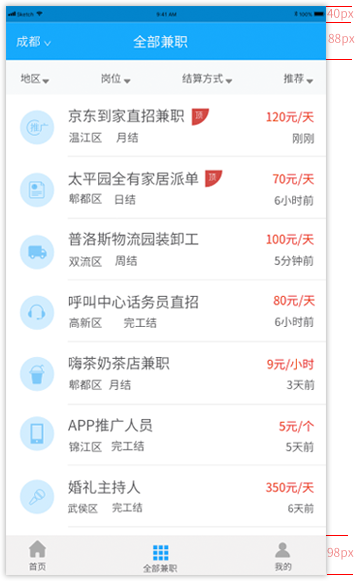 Sketch 9:41 AM 100% 40px
成都 全部兼职 88px
地区 岗位 结算方式 推荐
京东到家直招兼职 顶 120元/天
推广
温江区 月结 刚刚
太平园全有家居派单 顶 70元/天
郫都区 日结 6小时前
普洛斯物流园装卸工 100元/天
双流区 周结 5分钟前
呼叫中心话务员直招 80元/天
高新区 完工结 6小时前
嗨茶奶茶店兼职 9元/小时
郫都区 月结 3天前
APP推广人员 5元/个
锦江区 完工结 5天前
婚礼主持人 350元/天
武侯区 完工结 6天前
首页 全部兼职 我的 98px